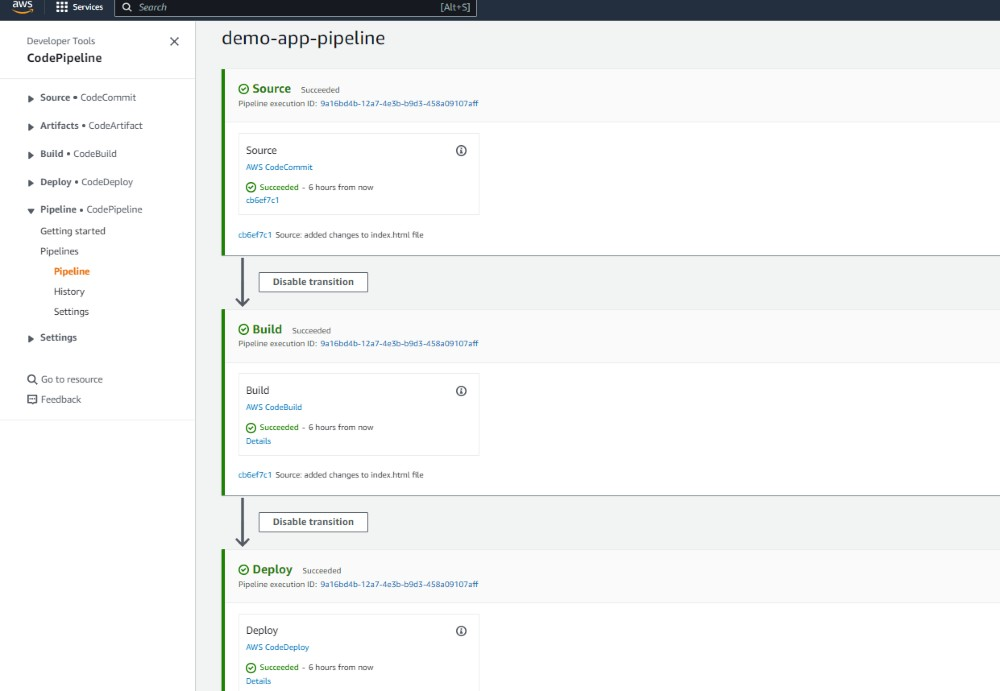 aws
Services
Search [Alt+S]
Developer Tools
CodePipeline
Source • CodeCommit
Artifacts • CodeArtifact
Build • CodeBuild
Deploy • CodeDeploy
Pipeline • CodePipeline
Getting started
Pipelines
Pipeline
History
Settings
Settings
Go to resource
Feedback
demo-app-pipeline
Source Succeeded
Pipeline execution ID: 9a16bd4b-12a7-4e3b-b9d3-458a09107aff
Source
AWS CodeCommit
Succeeded - 6 hours from now
cb6ef7c1
cb6ef7c1 Source: added changes to index.html file
Disable transition
Build Succeeded
Pipeline execution ID: 9a16bd4b-12a7-4e3b-b9d3-458a09107aff
Build
AWS CodeBuild
Succeeded - 6 hours from now
Details
cb6ef7c1 Source: added changes to index.html file
Disable transition
Deploy Succeeded
Pipeline execution ID: 9a16bd4b-12a7-4e3b-b9d3-458a09107aff
Deploy
AWS CodeDeploy
Succeeded - 6 hours from now
Details